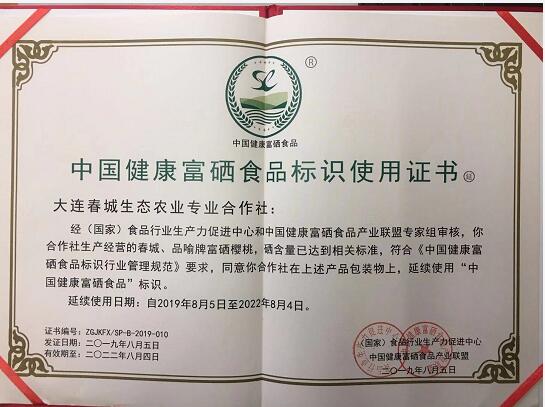 ®
中国健康富硒食品
中国健康富硒食品标识使用证书 延
大连春城生态农业专业合作社：
经（国家）食品行业生产力促进中心和中国健康富硒食品产业联盟专家组审核，你
合作社生产经营的春城、品喻牌富硒樱桃，硒含量已达到相关标准，符合《中国健康富
硒食品标识行业管理规范》要求，同意你合作社在上述产品包装物上，延续使用“中
国健康富硒食品”标识。
延续使用日期：自2019年8月5日至2022年8月4日。
证书编号：ZGJKFX/SP-B-2019-010
发证日期：二〇一九年八月五日
有效期至：二〇二二年八月四日
（国家）食品行业生产力促进中心
中国健康富硒食品产业联盟
二〇一九年八月五日